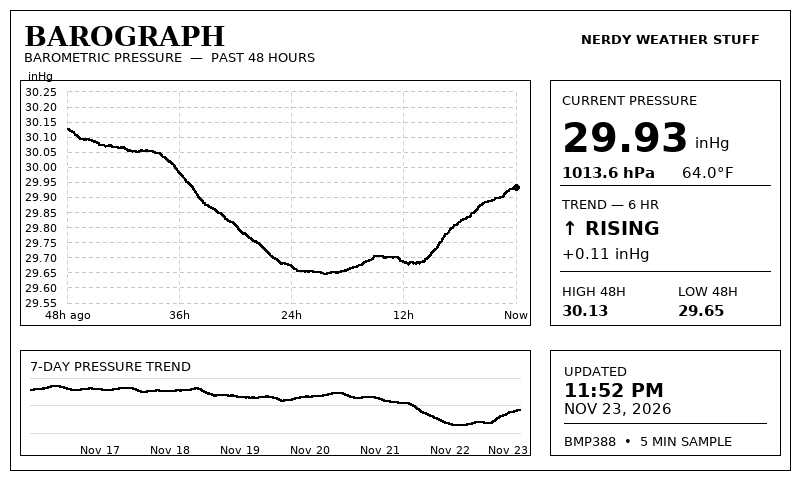 BAROGRAPH
BAROMETRIC PRESSURE — PAST 48 HOURS
NERDY WEATHER STUFF
inHg
30.25
30.20
30.15
30.10
30.05
30.00
29.95
29.90
29.85
29.80
29.75
29.70
29.65
29.60
29.55
48h ago 36h 24h 12h Now
CURRENT PRESSURE
29.93 inHg
1013.6 hPa 64.0°F
TREND — 6 HR
↑ RISING
+0.11 inHg
HIGH 48H LOW 48H
30.13 29.65
7-DAY PRESSURE TREND
Nov 17 Nov 18 Nov 19 Nov 20 Nov 21 Nov 22 Nov 23
UPDATED
11:52 PM
NOV 23, 2026
BMP388 • 5 MIN SAMPLE